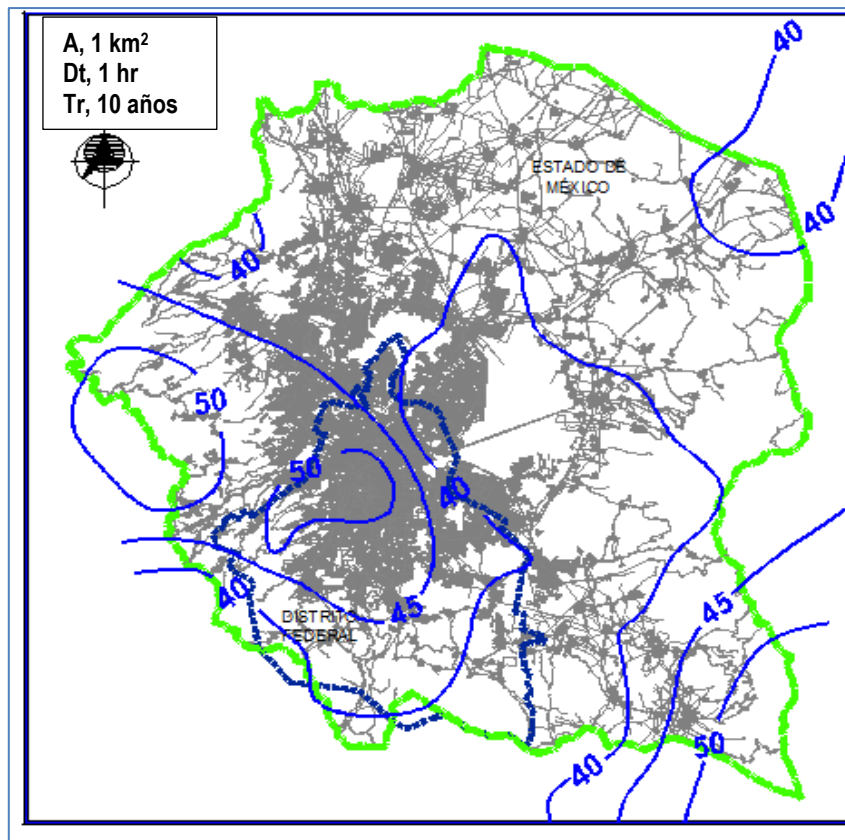 A, 1 km²
Dt, 1 hr
Tr, 10 años
40
ESTADO DE
MÉXICO
40
40
50
50
40
45
40
45
DISTRITO
FEDERAL
50
40